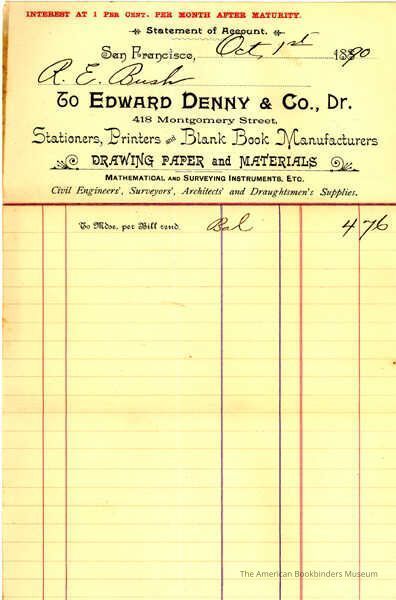 INTEREST AT 1 PER CENT. PER MONTH AFTER MATURITY.
Statement of Account.
San Francisco, Oct 1st 1890
R. E. Bush
To EDWARD DENNY & CO., DR.
418 Montgomery Street,
Stationers, Printers and Blank Book Manufacturers
DRAWING PAPER and MATERIALS
MATHEMATICAL AND SURVEYING INSTRUMENTS, ETC.
Civil Engineers', Surveyors', Architects' and Draughtsmen's Supplies.
To Mdse. per Bill rend. Bal 4 76
The American Bookbinders Museum